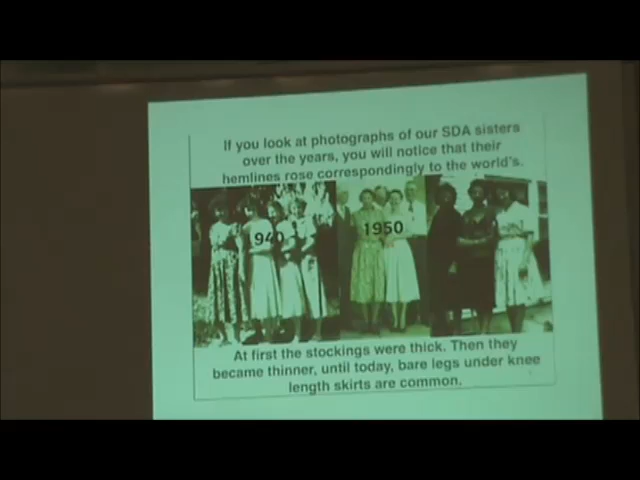 If you look at photographs of our SDA sisters
over the years, you will notice that their
hemlines rose correspondingly to the world's.
940
1950
At first the stockings were thick. Then they
became thinner, until today, bare legs under knee
length skirts are common.